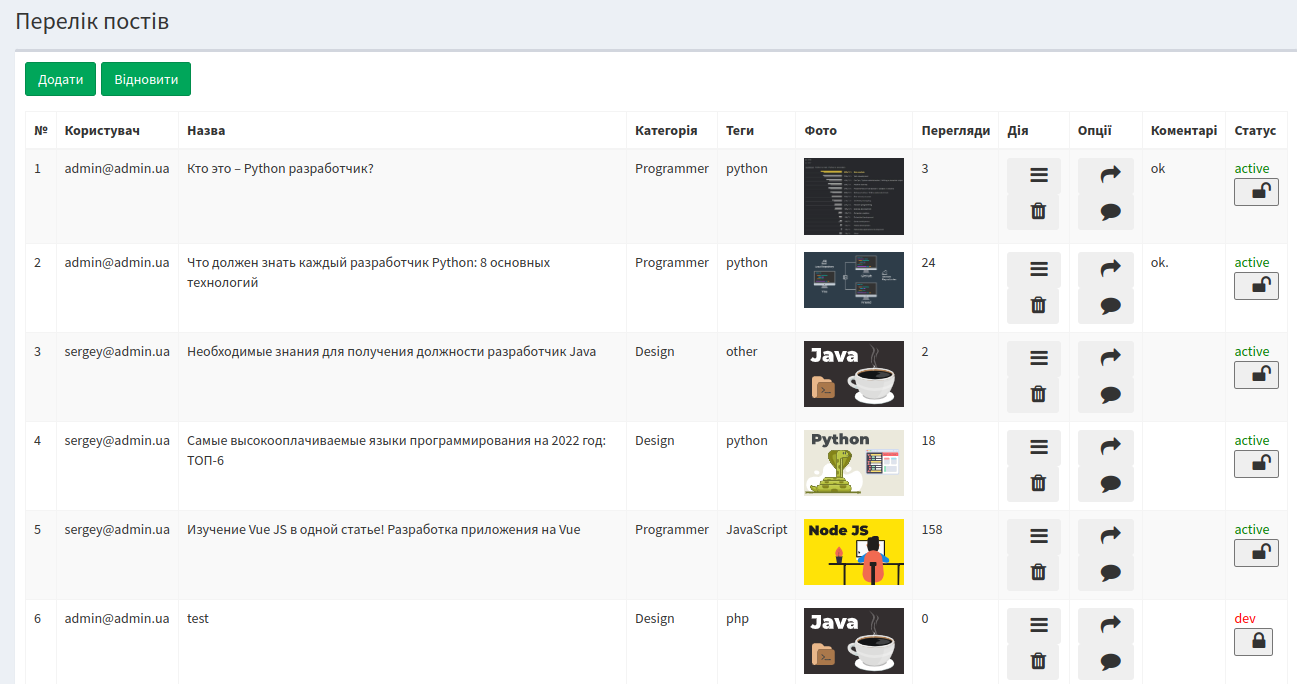 Перелік постів
Додати Відновити
№ Користувач Назва Категорія Теги Фото Перегляди Дія Опції Коментарі Статус
1 admin@admin.ua Кто это – Python разработчик? Programmer python 3 ok active
2 admin@admin.ua Что должен знать каждый разработчик Python: 8 основных Programmer python 24 ok. active
технологий
3 sergey@admin.ua Необходимые знания для получения должности разработчик Java Design other Java 2 active
4 sergey@admin.ua Самые высокооплачиваемые языки программирования на 2022 год: Design python Python 18 active
ТОП-6
5 sergey@admin.ua Изучение Vue JS в одной статье! Разработка приложения на Vue Programmer JavaScript Node JS 158 active
6 admin@admin.ua test Design php Java 0 dev